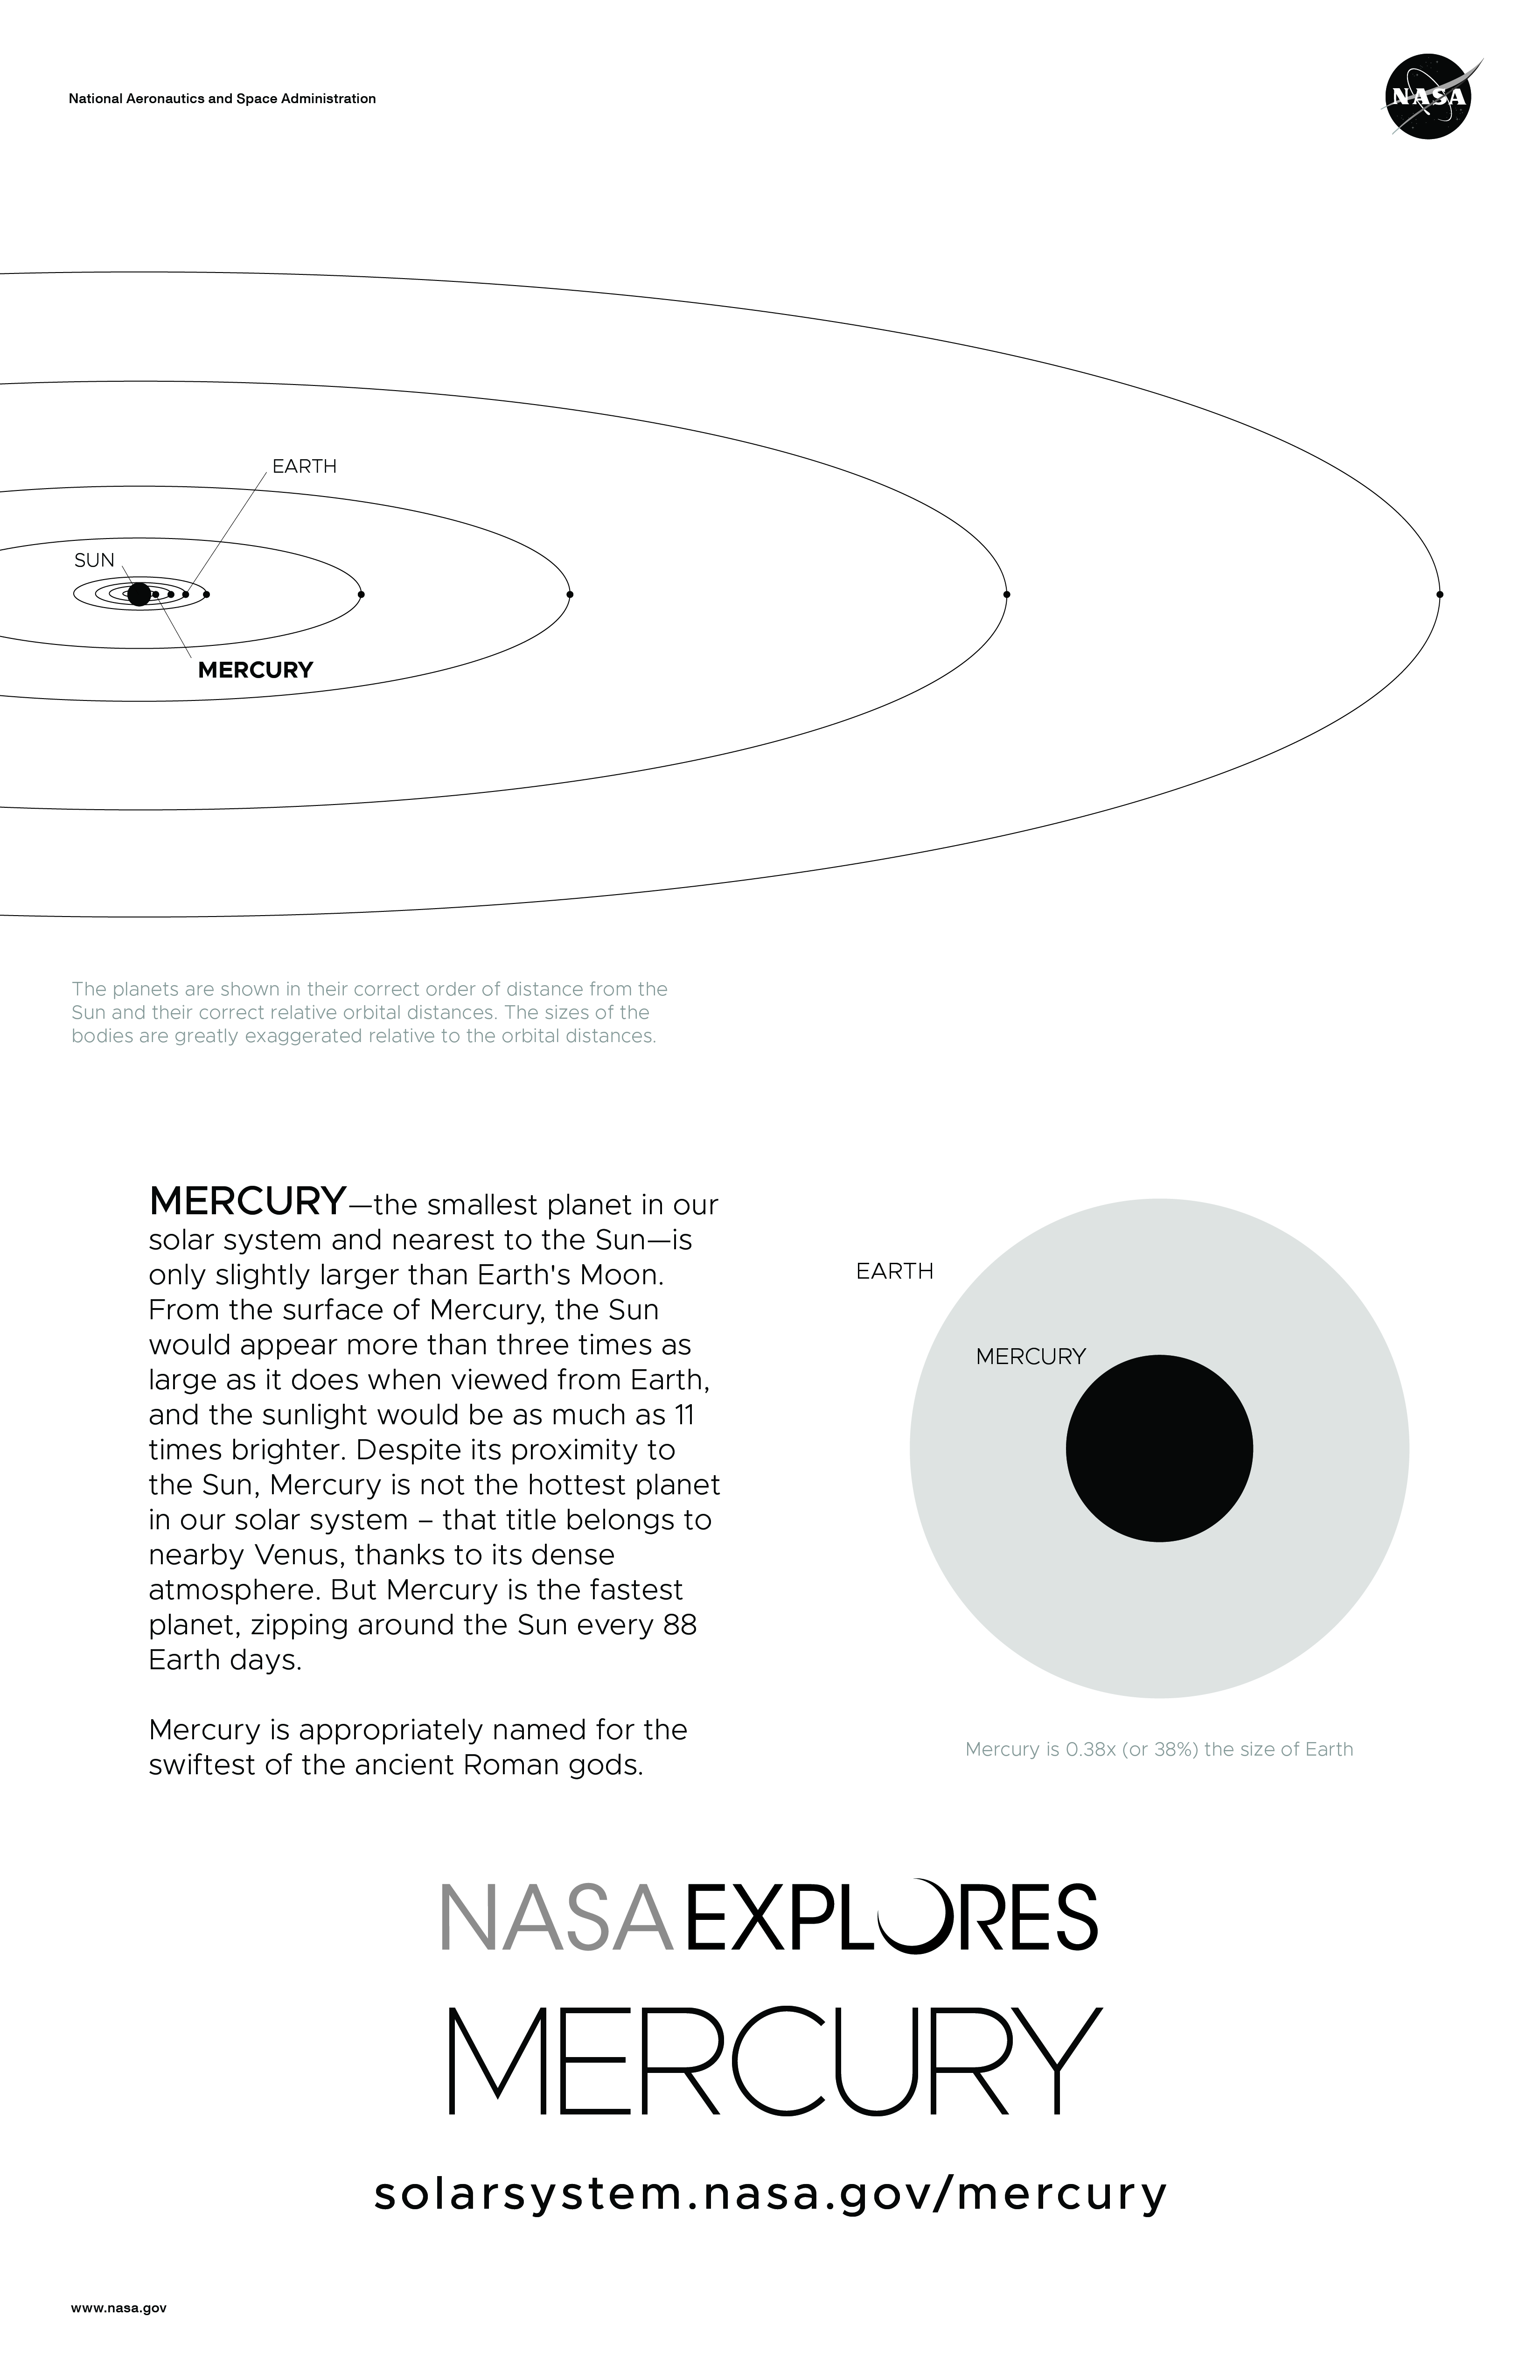 National Aeronautics and Space Administration
NASA
EARTH
SUN
MERCURY
The planets are shown in their correct order of distance from the
Sun and their correct relative orbital distances. The sizes of the
bodies are greatly exaggerated relative to the orbital distances.
MERCURY—the smallest planet in our
solar system and nearest to the Sun—is
only slightly larger than Earth's Moon.
From the surface of Mercury, the Sun
would appear more than three times as
large as it does when viewed from Earth,
and the sunlight would be as much as 11
times brighter. Despite its proximity to
the Sun, Mercury is not the hottest planet
in our solar system – that title belongs to
nearby Venus, thanks to its dense
atmosphere. But Mercury is the fastest
planet, zipping around the Sun every 88
Earth days.
Mercury is appropriately named for the
swiftest of the ancient Roman gods.
EARTH
MERCURY
Mercury is 0.38x (or 38%) the size of Earth
NASA EXPLORES
MERCURY
solarsystem.nasa.gov/mercury
www.nasa.gov